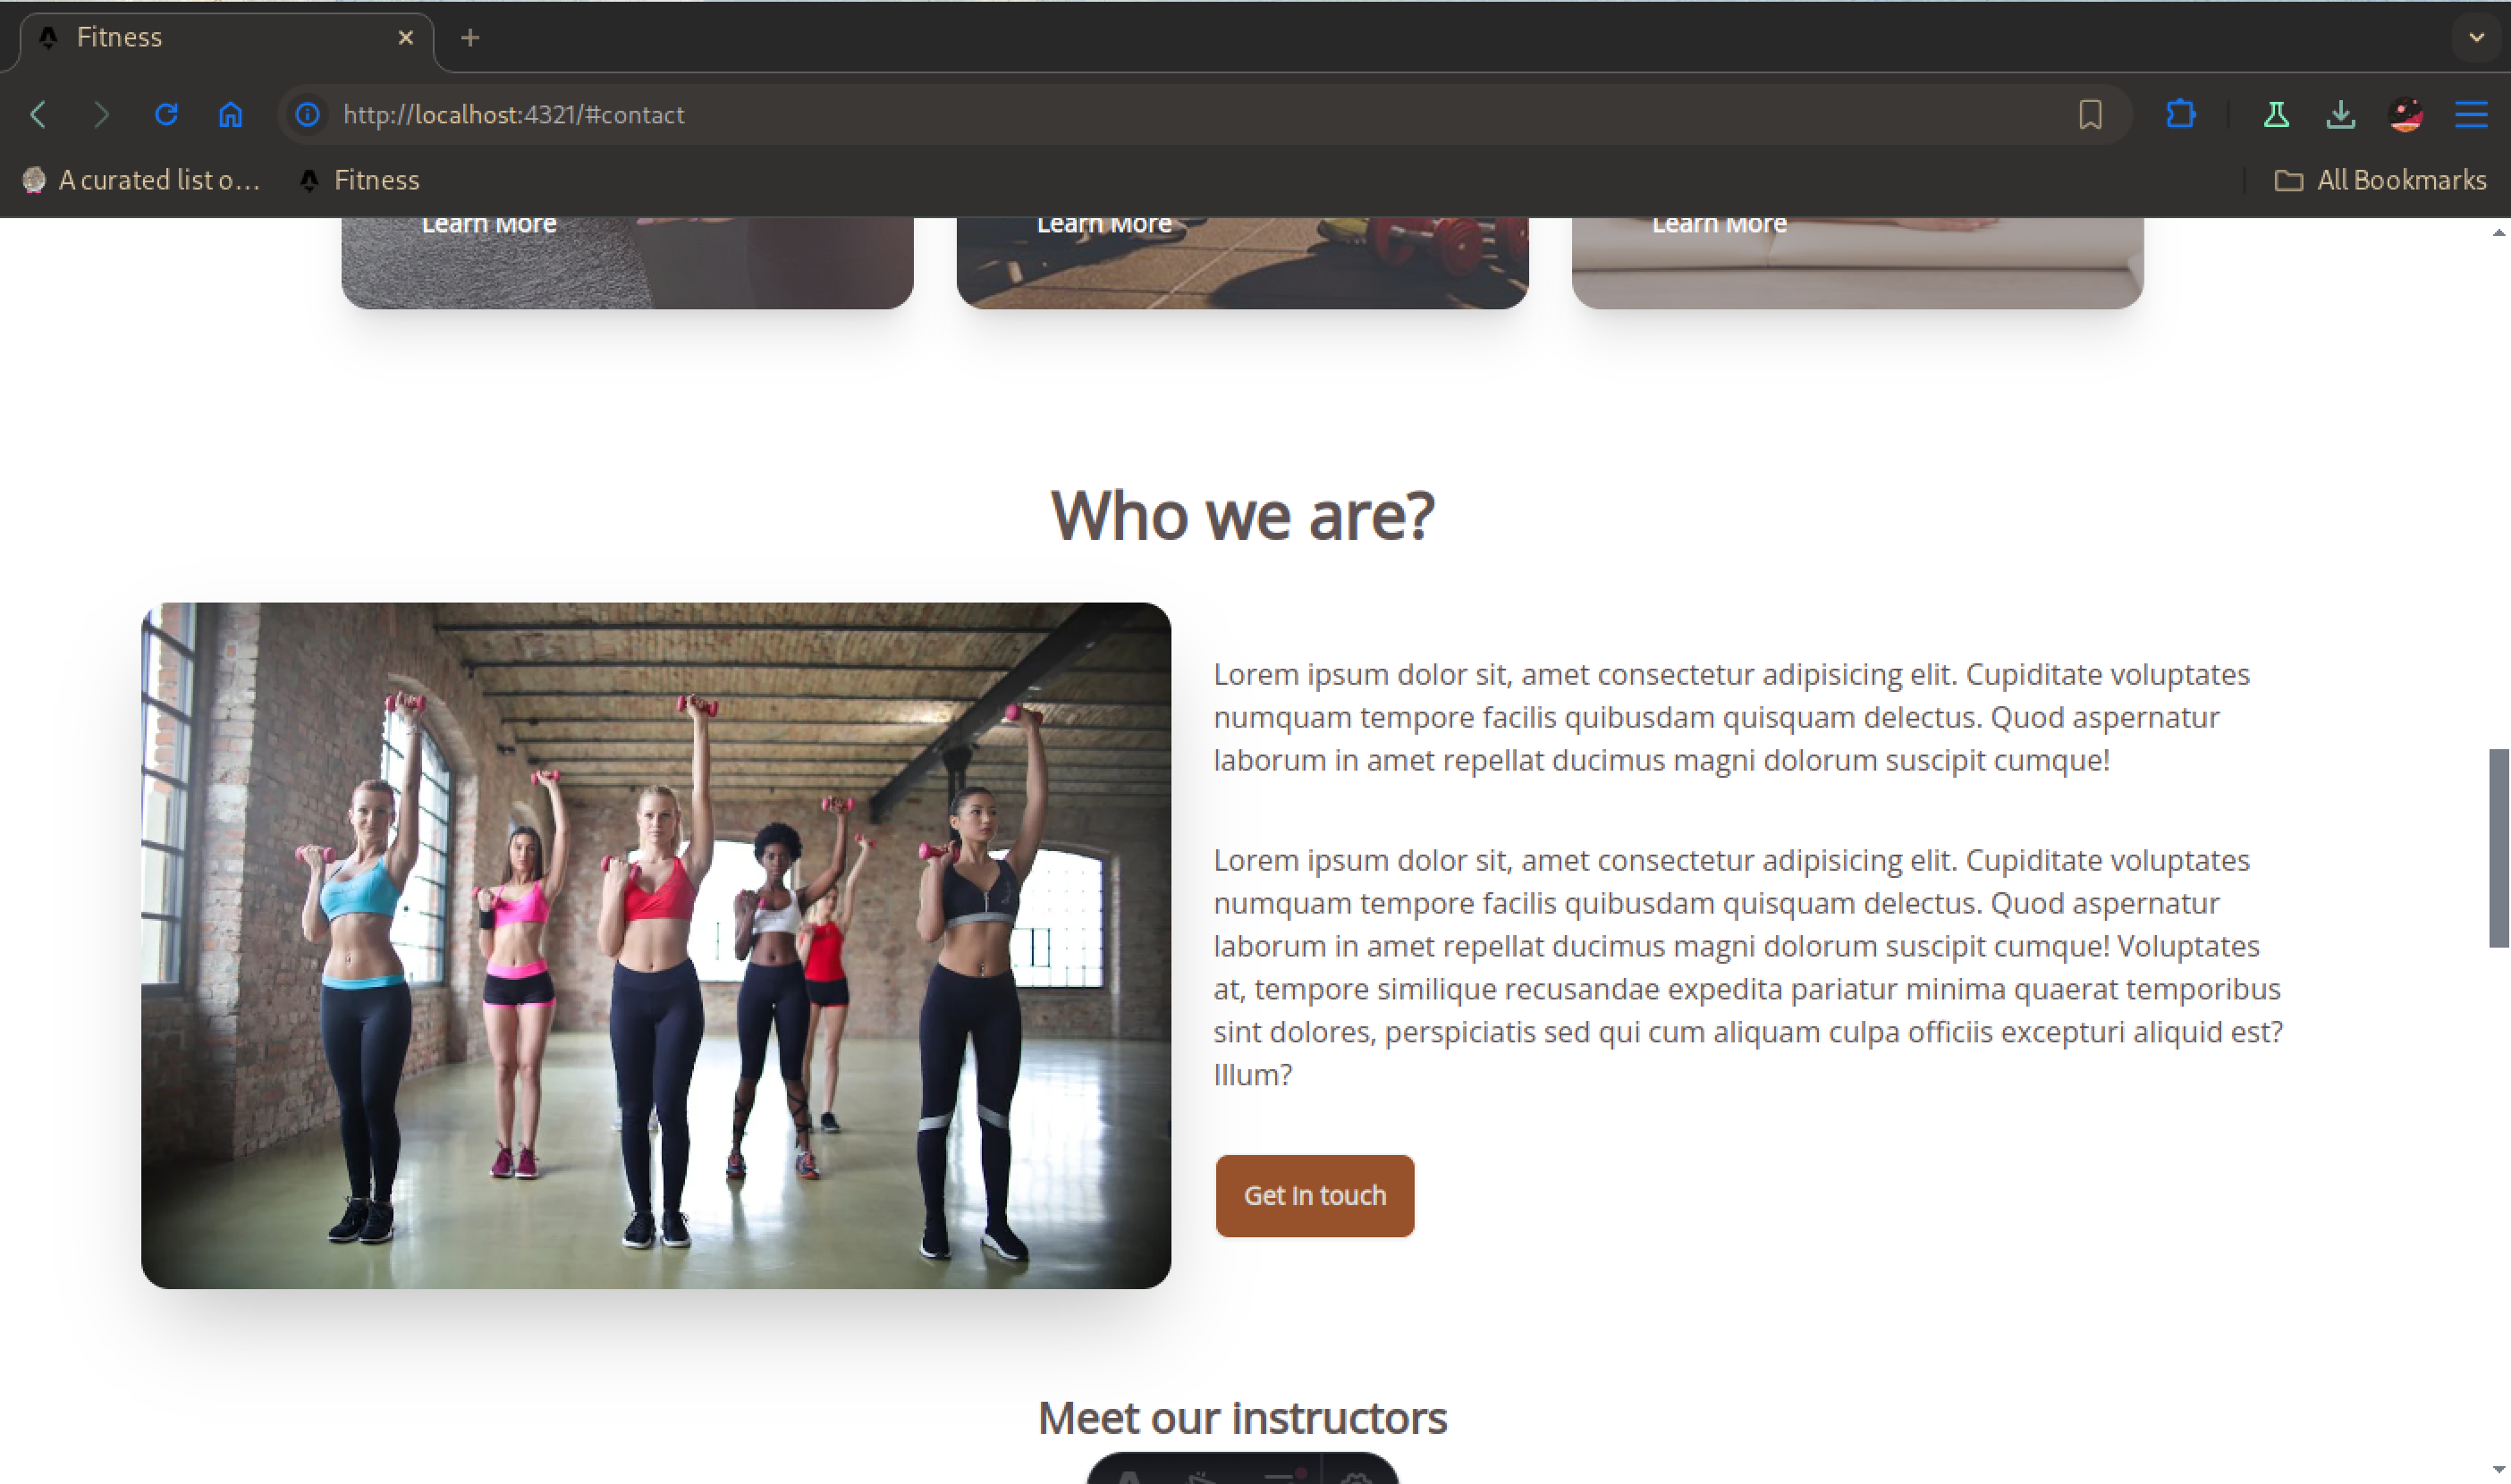 Fitness
http://localhost:4321/#contact
A curated list o...
Fitness
All Bookmarks
Learn More
Learn More
Learn More
Who we are?
Lorem ipsum dolor sit, amet consectetur adipisicing elit. Cupiditate voluptates
numquam tempore facilis quibusdam quisquam delectus. Quod aspernatur
laborum in amet repellat ducimus magni dolorum suscipit cumque!
Lorem ipsum dolor sit, amet consectetur adipisicing elit. Cupiditate voluptates
numquam tempore facilis quibusdam quisquam delectus. Quod aspernatur
laborum in amet repellat ducimus magni dolorum suscipit cumque! Voluptates
at, tempore similique recusandae expedita pariatur minima quaerat temporibus
sint dolores, perspiciatis sed qui cum aliquam culpa officiis excepturi aliquid est?
Illum?
Get In touch
Meet our instructors